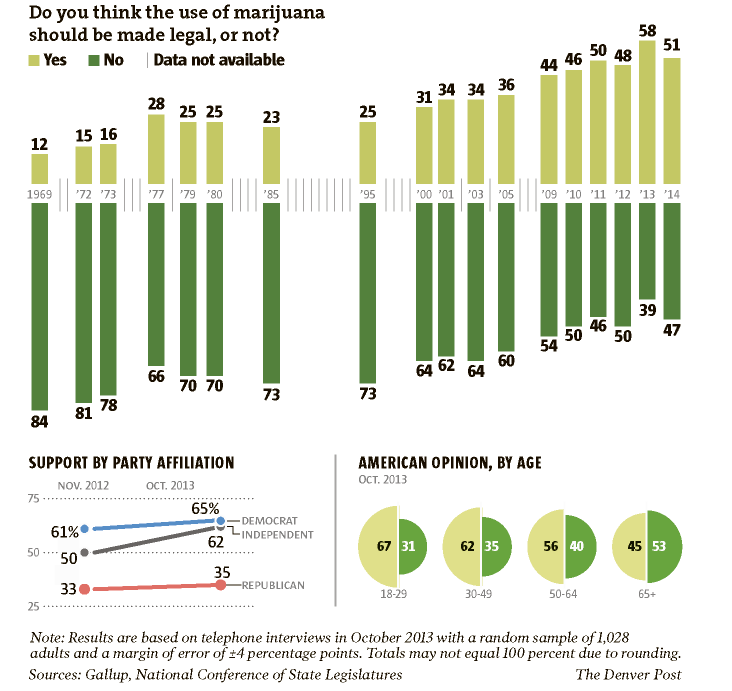 Do you think the use of marijuana
should be made legal, or not?
Yes No Data not available
12 15 16 28 25 25 23 25 31 34 34 36 44 46 50 48 58 51
1969 '72 '73 '77 '79 '80 '85 '95 '00 '01 '03 '05 '09 '10 '11 '12 '13 '14
84 81 78 66 70 70 73 73 64 62 64 60 54 50 46 50 39 47
SUPPORT BY PARTY AFFILIATION
NOV. 2012 OCT. 2013
75
61% 65% DEMOCRAT
INDEPENDENT
50 50 62
33 35 REPUBLICAN
25
AMERICAN OPINION, BY AGE
OCT. 2013
67 31 62 35 56 40 45 53
18-29 30-49 50-64 65+
Note: Results are based on telephone interviews in October 2013 with a random sample of 1,028
adults and a margin of error of ±4 percentage points. Totals may not equal 100 percent due to rounding.
Sources: Gallup, National Conference of State Legislatures The Denver Post